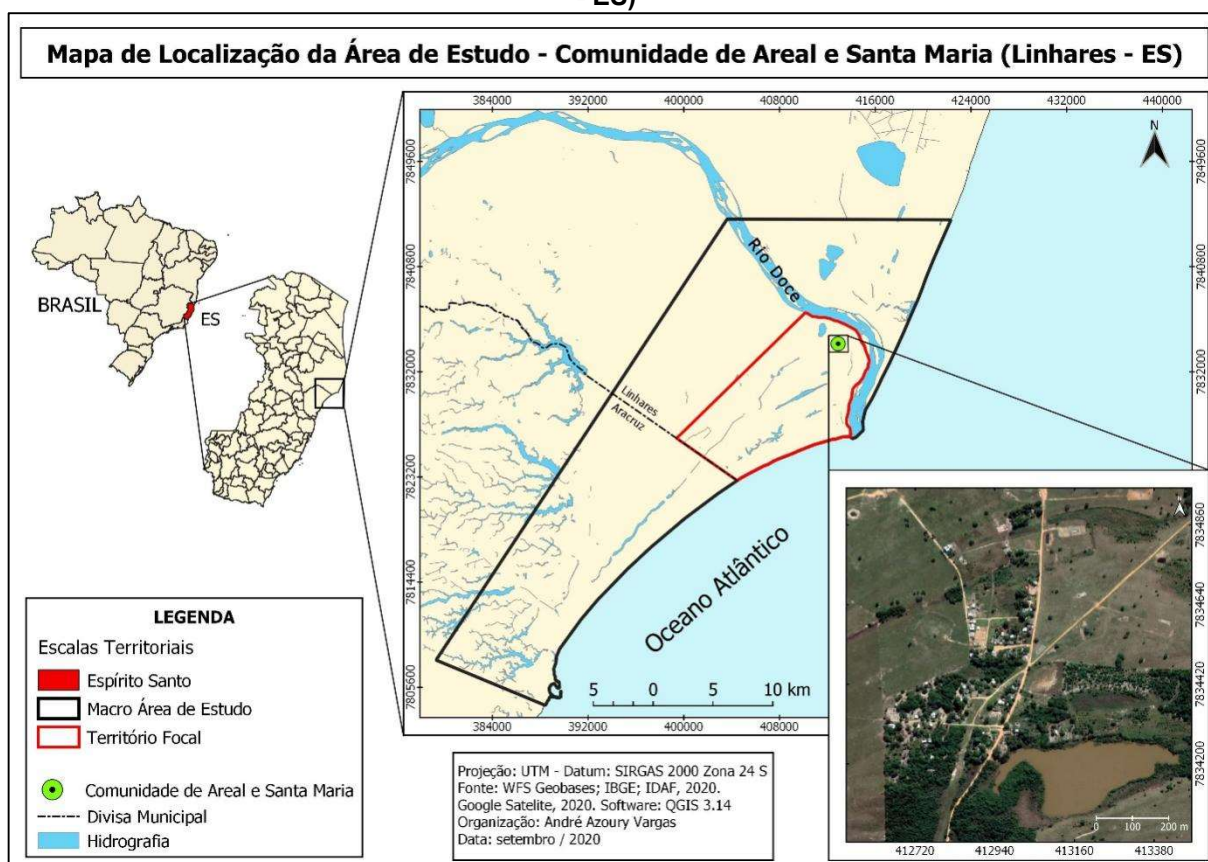 ES)
Mapa de Localização da Área de Estudo - Comunidade de Areal e Santa Maria (Linhares - ES)
BRASIL
ES
384000 392000 400000 408000 416000 424000 432000 440000
N
7849600
7849600
7840800
7840800
7832000
7832000
7823200
7823200
7814400
7805600
Rio Doce
Linhares
Aracruz
Oceano Atlântico
5 0 5 10 km
384000 392000 400000 408000
LEGENDA
Escalas Territoriais
Espírito Santo
Macro Área de Estudo
Território Focal
Comunidade de Areal e Santa Maria
Divisa Municipal
Hidrografia
Projeção: UTM - Datum: SIRGAS 2000 Zona 24 S
Fonte: WFS Geobases; IBGE; IDAF, 2020.
Google Satelite, 2020. Software: QGIS 3.14
Organização: André Azoury Vargas
Data: setembro / 2020
N
7834860
7834640
7834420
7834200
0 100 200 m
412720 412940 413160 413380